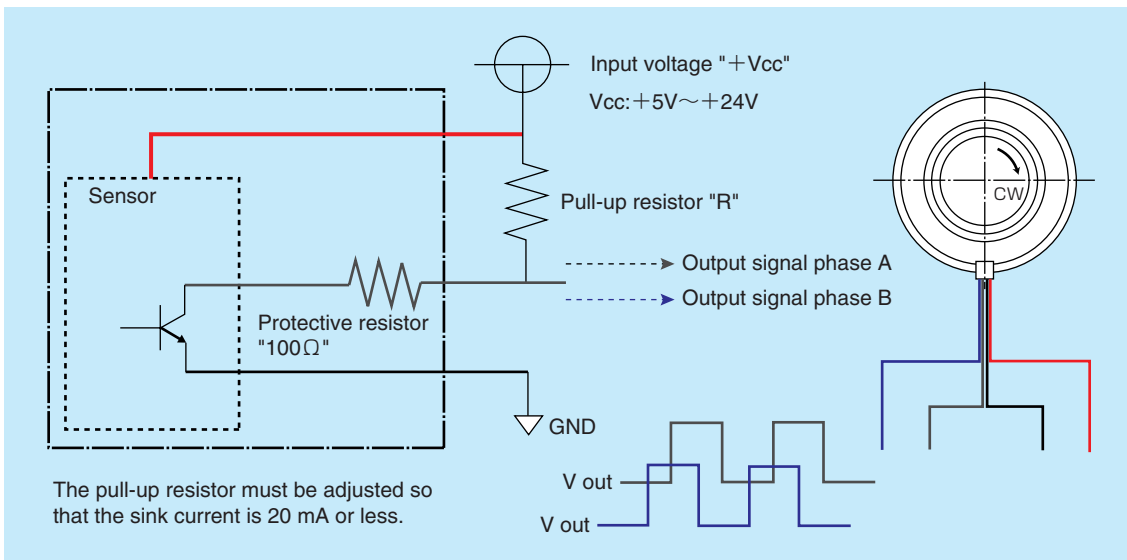 Input voltage "＋Vcc"
Vcc:＋5V～＋24V
Sensor
CW
Pull-up resistor "R"
Output signal phase A
Output signal phase B
Protective resistor
"100Ω"
GND
The pull-up resistor must be adjusted so
that the sink current is 20 mA or less.
V out
V out